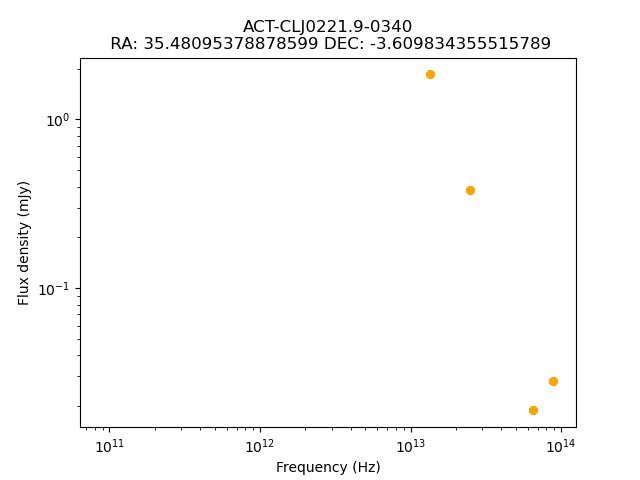 ACT-CLJ0221.9-0340
RA: 35.48095378878599 DEC: -3.609834355515789
Flux density (mJy)
10⁰
10⁻¹
10¹¹ 10¹² 10¹³ 10¹⁴
Frequency (Hz)